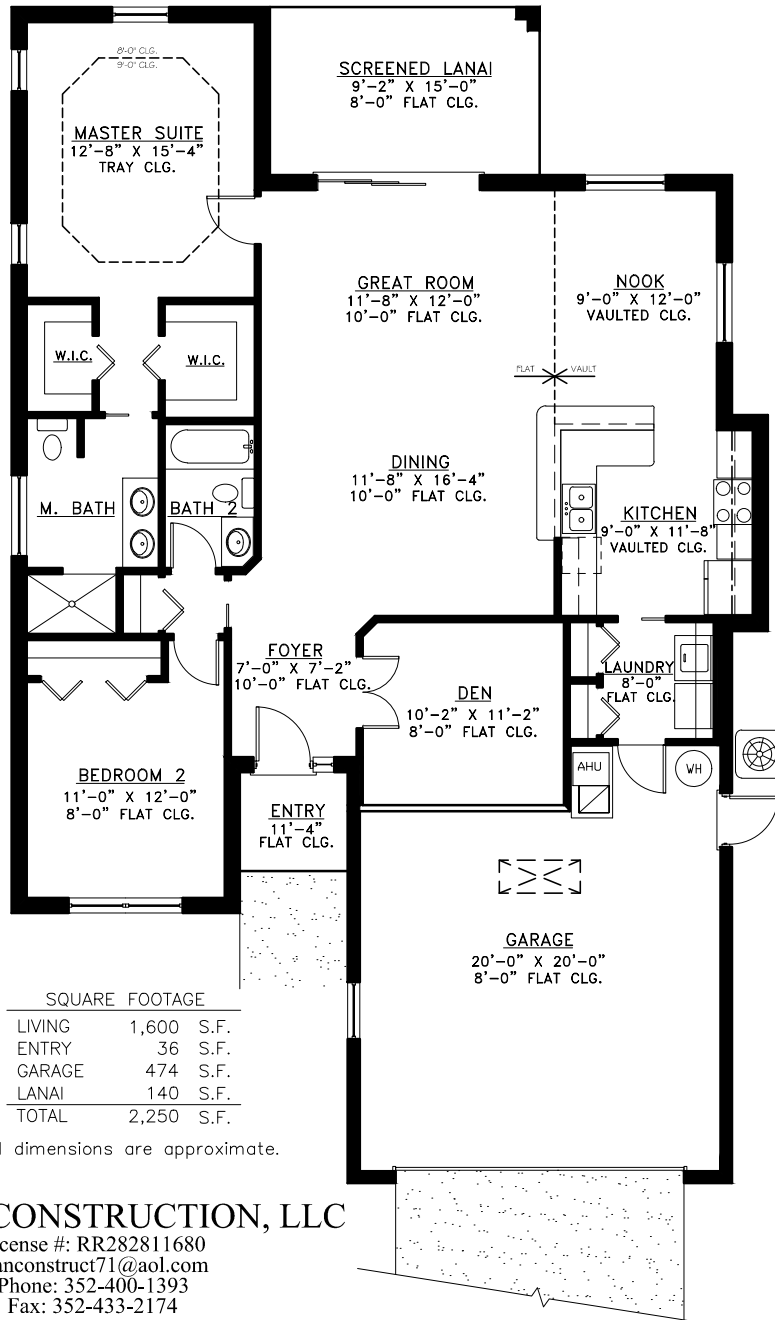 8'-0" CLG.
9'-0" CLG.
MASTER SUITE
12'-8" X 15'-4"
TRAY CLG.
SCREENED LANAI
9'-2" X 15'-0"
8'-0" FLAT CLG.
GREAT ROOM
11'-8" X 12'-0"
10'-0" FLAT CLG.
NOOK
9'-0" X 12'-0"
VAULTED CLG.
W.I.C.
W.I.C.
FLAT
VAULT
DINING
11'-8" X 16'-4"
10'-0" FLAT CLG.
M. BATH
BATH 2
KITCHEN
9'-0" X 11'-8"
VAULTED CLG.
FOYER
7'-0" X 7'-2"
10'-0" FLAT CLG.
DEN
10'-2" X 11'-2"
8'-0" FLAT CLG.
LAUNDRY
8'-0"
FLAT CLG.
BEDROOM 2
11'-0" X 12'-0"
8'-0" FLAT CLG.
ENTRY
11'-4"
FLAT CLG.
AHU
WH
GARAGE
20'-0" X 20'-0"
8'-0" FLAT CLG.
SQUARE FOOTAGE
LIVING 1,600 S.F.
ENTRY 36 S.F.
GARAGE 474 S.F.
LANAI 140 S.F.
TOTAL 2,250 S.F.
dimensions are approximate.
CONSTRUCTION, LLC
cense #: RR282811680
anconstruct71@aol.com
Phone: 352-400-1393
Fax: 352-433-2174